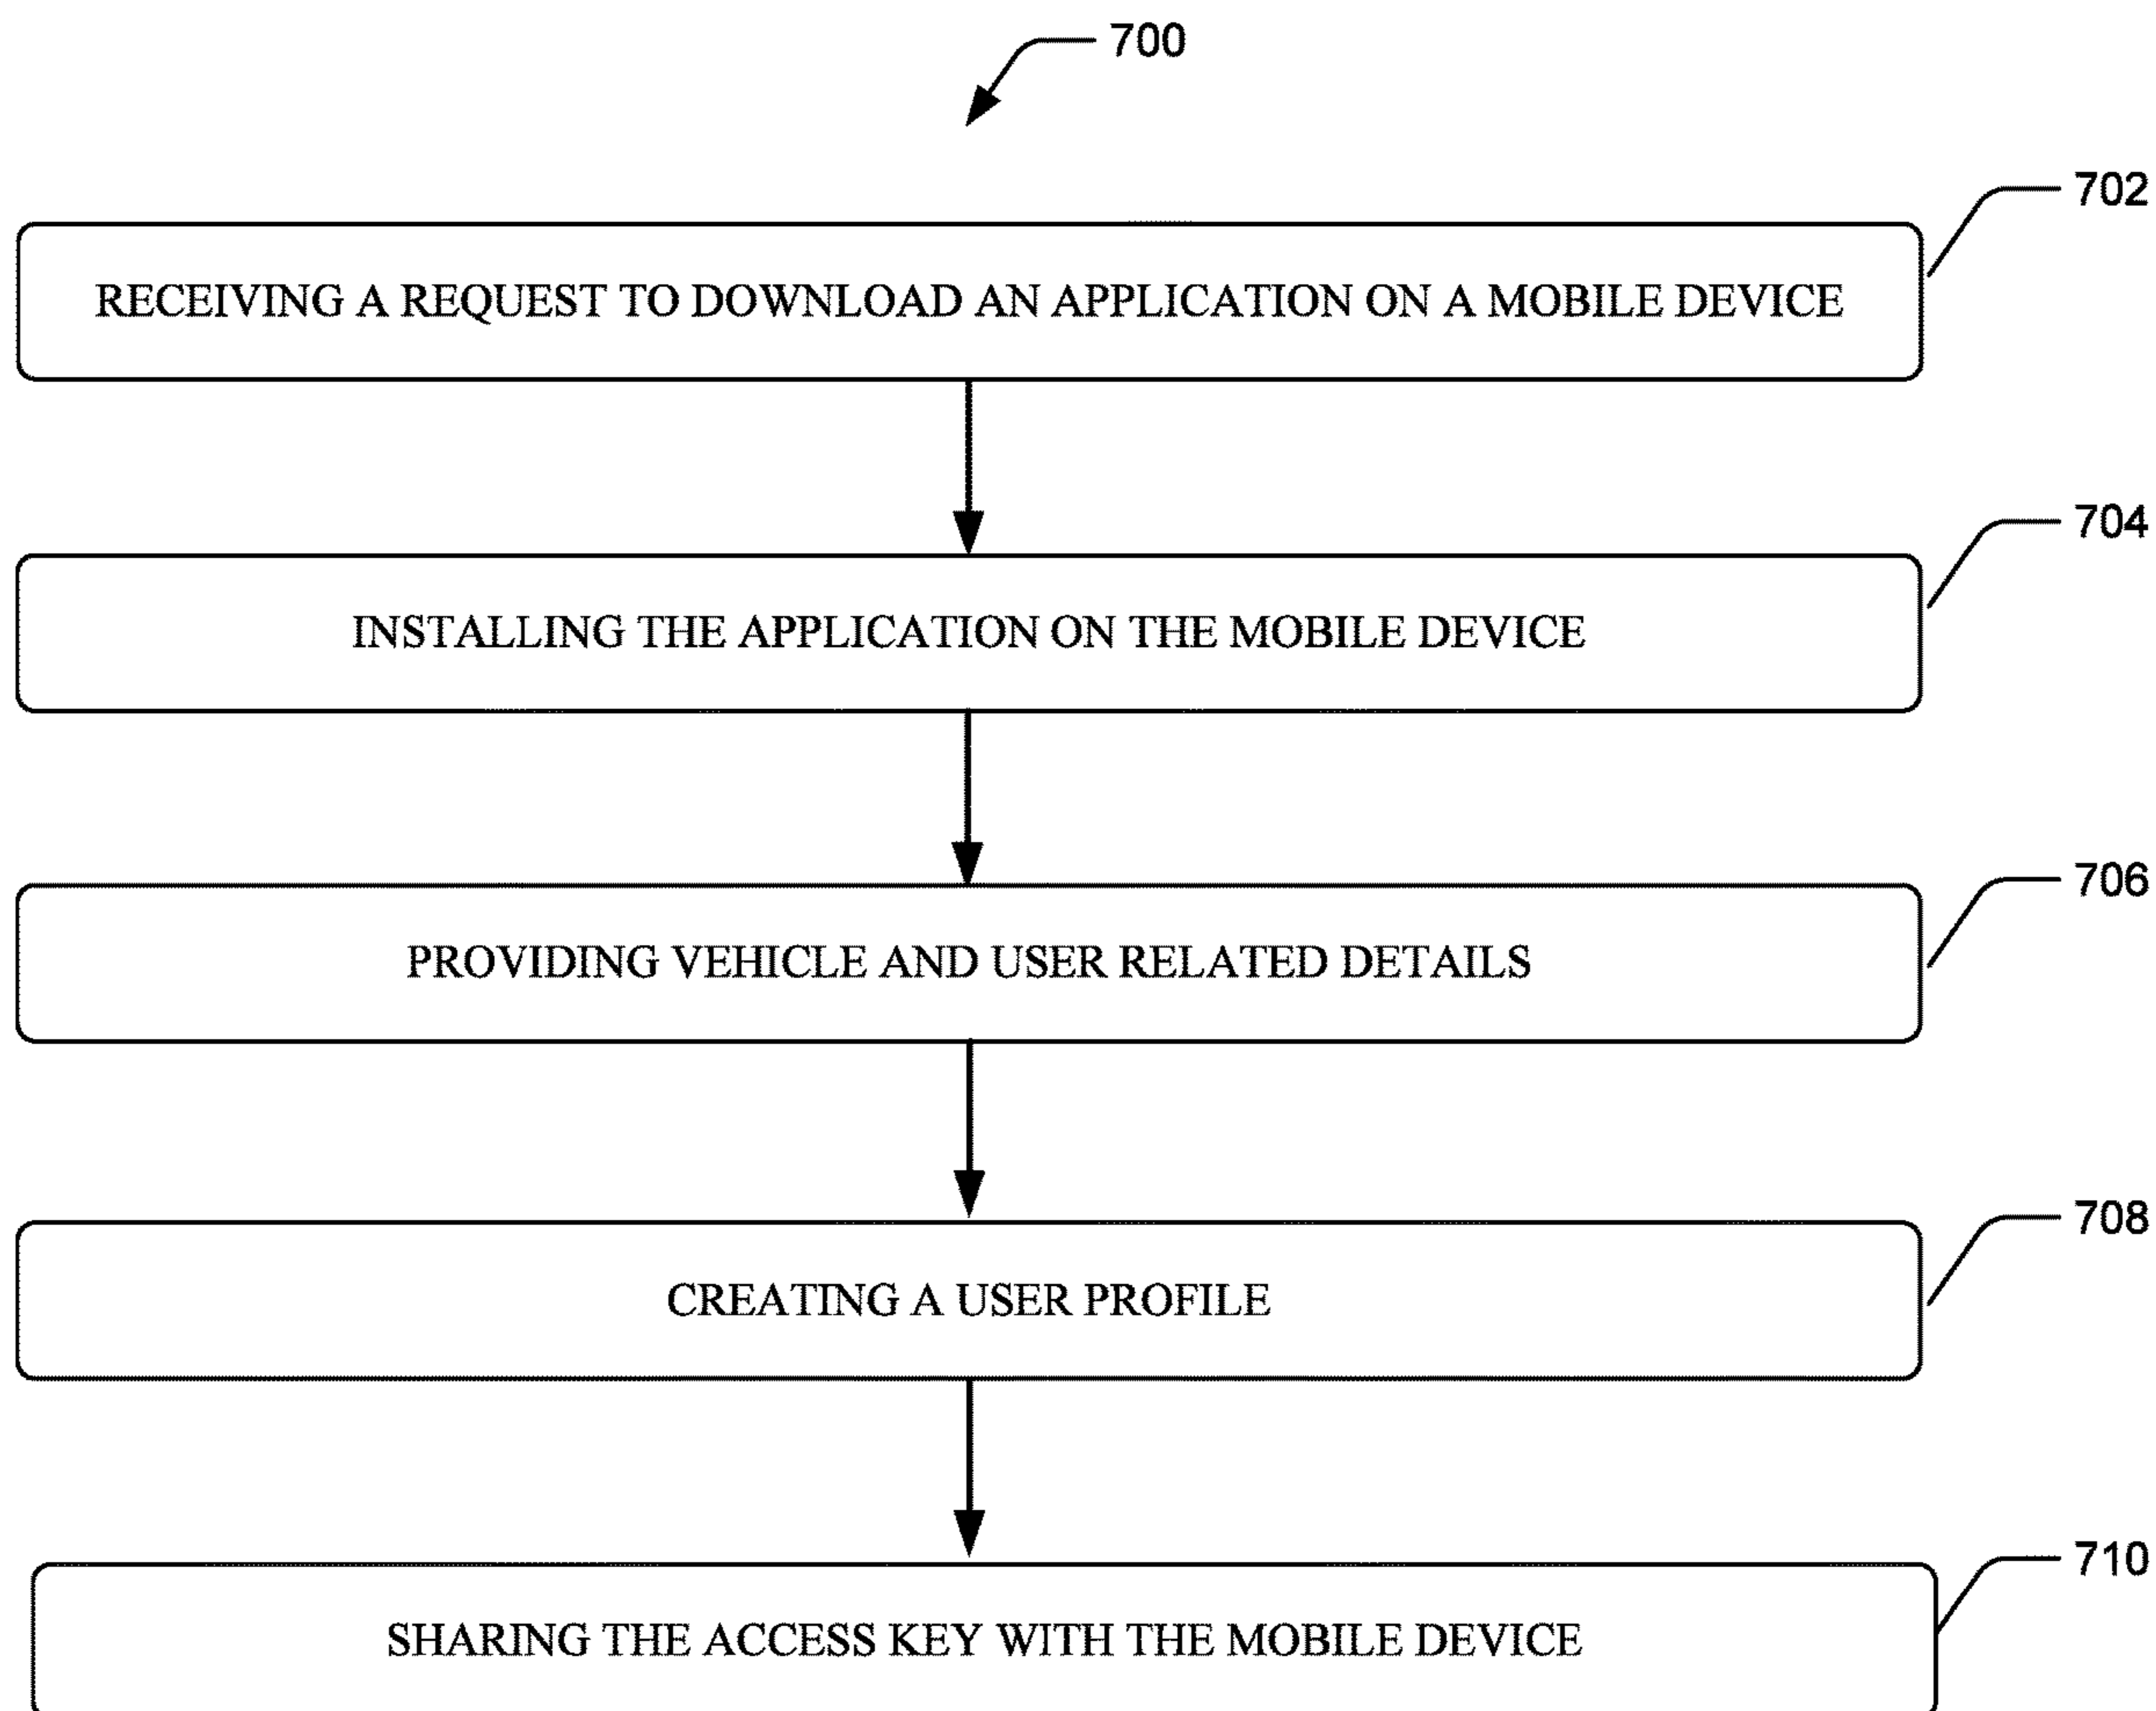 700
702
RECEIVING A REQUEST TO DOWNLOAD AN APPLICATION ON A MOBILE DEVICE
704
INSTALLING THE APPLICATION ON THE MOBILE DEVICE
706
PROVIDING VEHICLE AND USER RELATED DETAILS
708
CREATING A USER PROFILE
710
SHARING THE ACCESS KEY WITH THE MOBILE DEVICE